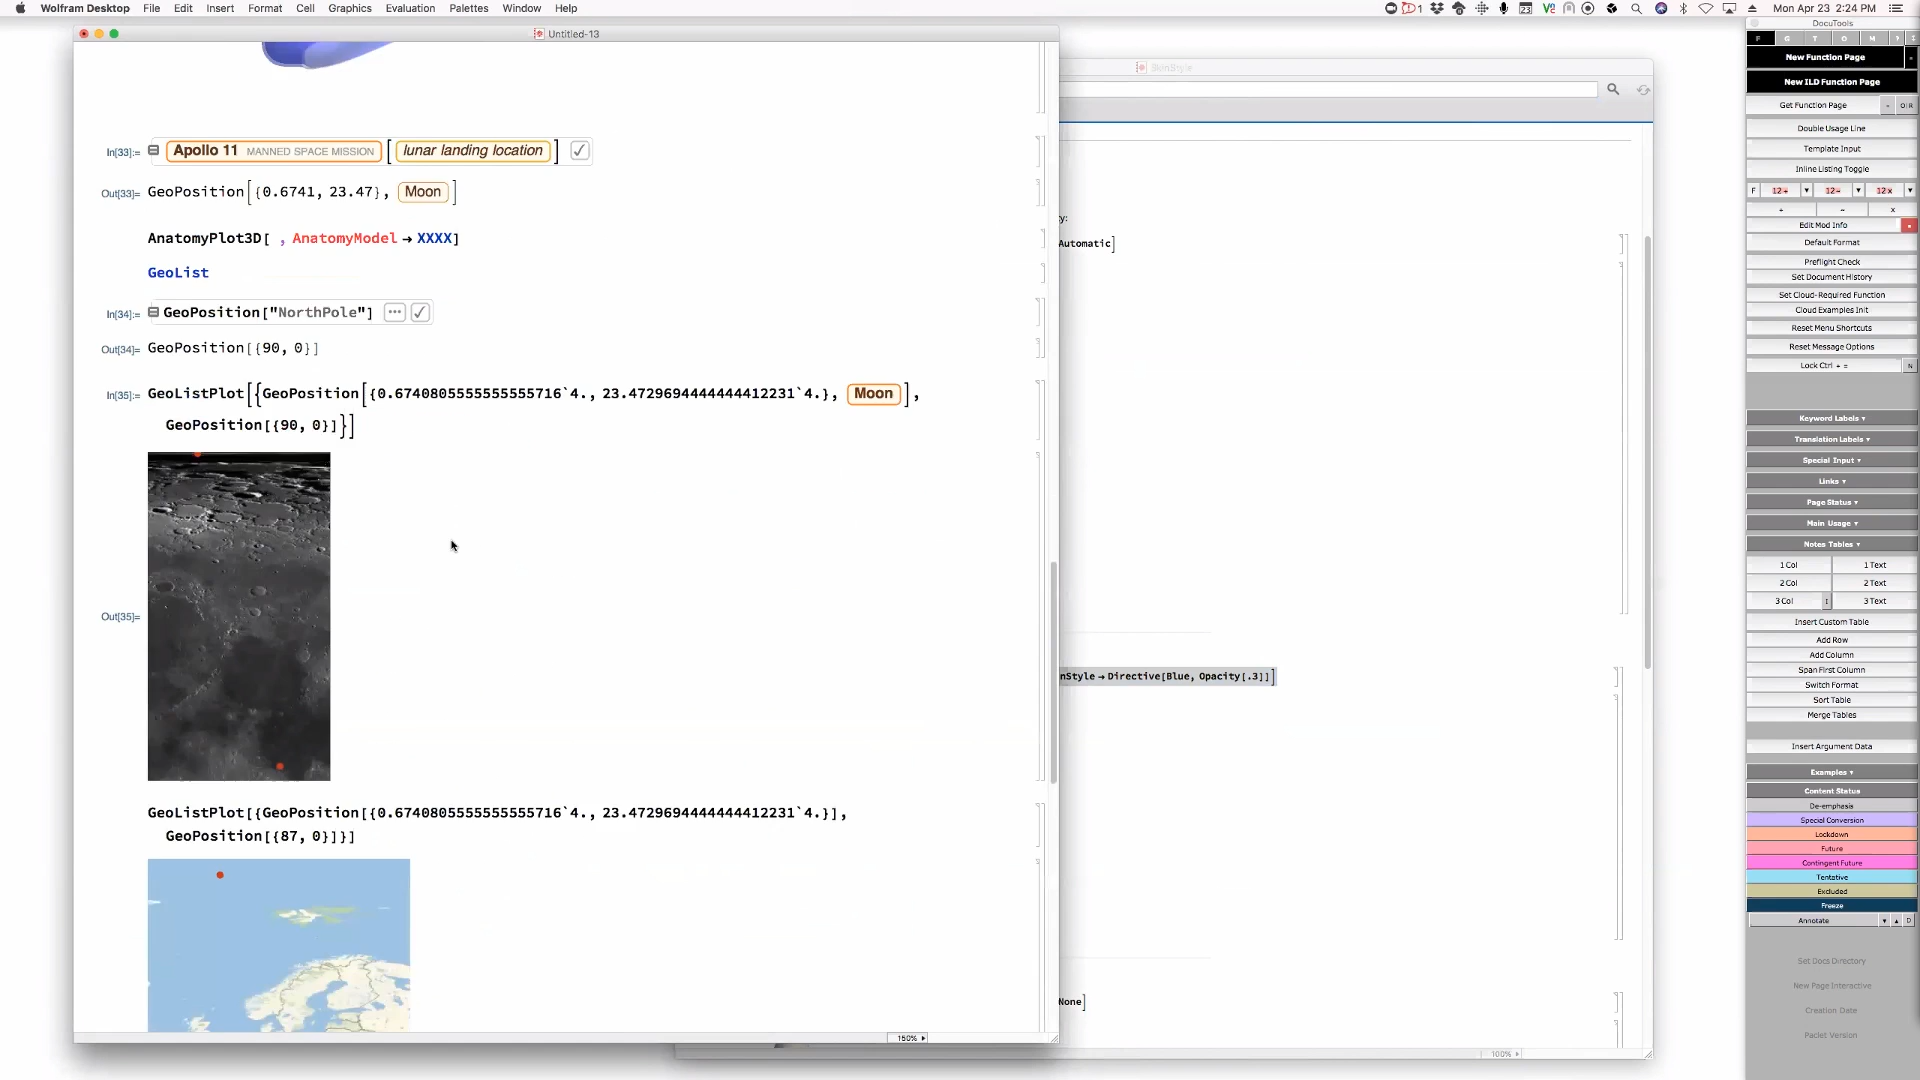 Wolfram Desktop File Edit Insert Format Cell Graphics Evaluation Palettes Window Help
1 23 Mon Apr 23 2:24 PM
Untitled-13
In[33]:= Apollo 11 MANNED SPACE MISSION [ lunar landing location ]
Out[33]= GeoPosition[{0.6741, 23.47}, Moon]
AnatomyPlot3D[ , AnatomyModel → XXXX]
GeoList
In[34]:= GeoPosition["NorthPole"]
Out[34]= GeoPosition[{90, 0}]
In[35]:= GeoListPlot[{GeoPosition[{0.6740805555555555716`4., 23.4729694444444412231`4.}, Moon],
GeoPosition[{90, 0}]}]
Out[35]=
GeoListPlot[{GeoPosition[{0.6740805555555555716`4., 23.4729694444444412231`4.}],
GeoPosition[{87, 0}]}]
150%
y:
Automatic]
nStyle → Directive[Blue, Opacity[.3]]]
None]
100%
DocuTools
F G T O M ?
New Function Page
New ILD Function Page
Get Function Page - O|R
Double Usage Line
Template Input
Inline Listing Toggle
F 12+ 12− 12x
+ − x
Edit Mod Info
Default Format
Preflight Check
Set Document History
Set Cloud-Required Function
Cloud Examples Init
Reset Menu Shortcuts
Reset Message Options
Lock Ctrl + = N
Keyword Labels
Translation Labels
Special Input
Links
Page Status
Main Usage
Notes Tables
1 Col 1 Text
2 Col 2 Text
3 Col 3 Text
Insert Custom Table
Add Row
Add Column
Span First Column
Switch Format
Sort Table
Merge Tables
Insert Argument Data
Examples
Content Status
De-emphasis
Special Conversion
Lockdown
Future
Contingent Future
Tentative
Excluded
Freeze
Annotate D
Set Docs Directory
New Page Interactive
Creation Date
Paclet Version